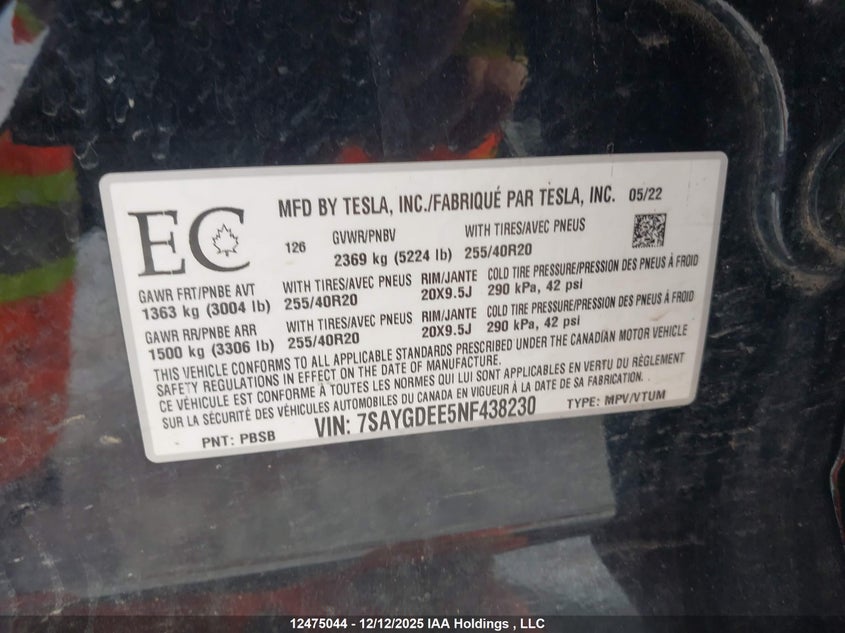 EC
MFD BY TESLA, INC./FABRIQUÉ PAR TESLA, INC. 05/22
126 GVWR/PNBV WITH TIRES/AVEC PNEUS
2369 kg (5224 lb) 255/40R20
GAWR FRT/PNBE AVT WITH TIRES/AVEC PNEUS RIM/JANTE COLD TIRE PRESSURE/PRESSION DES PNEUS À FROID
1363 kg (3004 lb) 255/40R20 20X9.5J 290 kPa, 42 psi
GAWR RR/PNBE ARR WITH TIRES/AVEC PNEUS RIM/JANTE COLD TIRE PRESSURE/PRESSION DES PNEUS À FROID
1500 kg (3306 lb) 255/40R20 20X9.5J 290 kPa, 42 psi
THIS VEHICLE CONFORMS TO ALL APPLICABLE STANDARDS PRESCRIBED UNDER THE CANADIAN MOTOR VEHICLE
SAFETY REGULATIONS IN EFFECT ON THE DATE OF MANUFACTURE.
CE VÉHICULE EST CONFORME À TOUTES LES NORMES QUI LUI SONT APPLICABLES EN VERTU DU RÈGLEMENT
SUR LA SÉCURITÉ DES VÉHICULES AUTOMOBILES DU CANADA EN VIGUEUR À LA DATE DE SA FABRICATION.
PNT: PBSB VIN: 7SAYGDEE5NF438230 TYPE: MPV/VTUM
12475044 - 12/12/2025 IAA Holdings , LLC